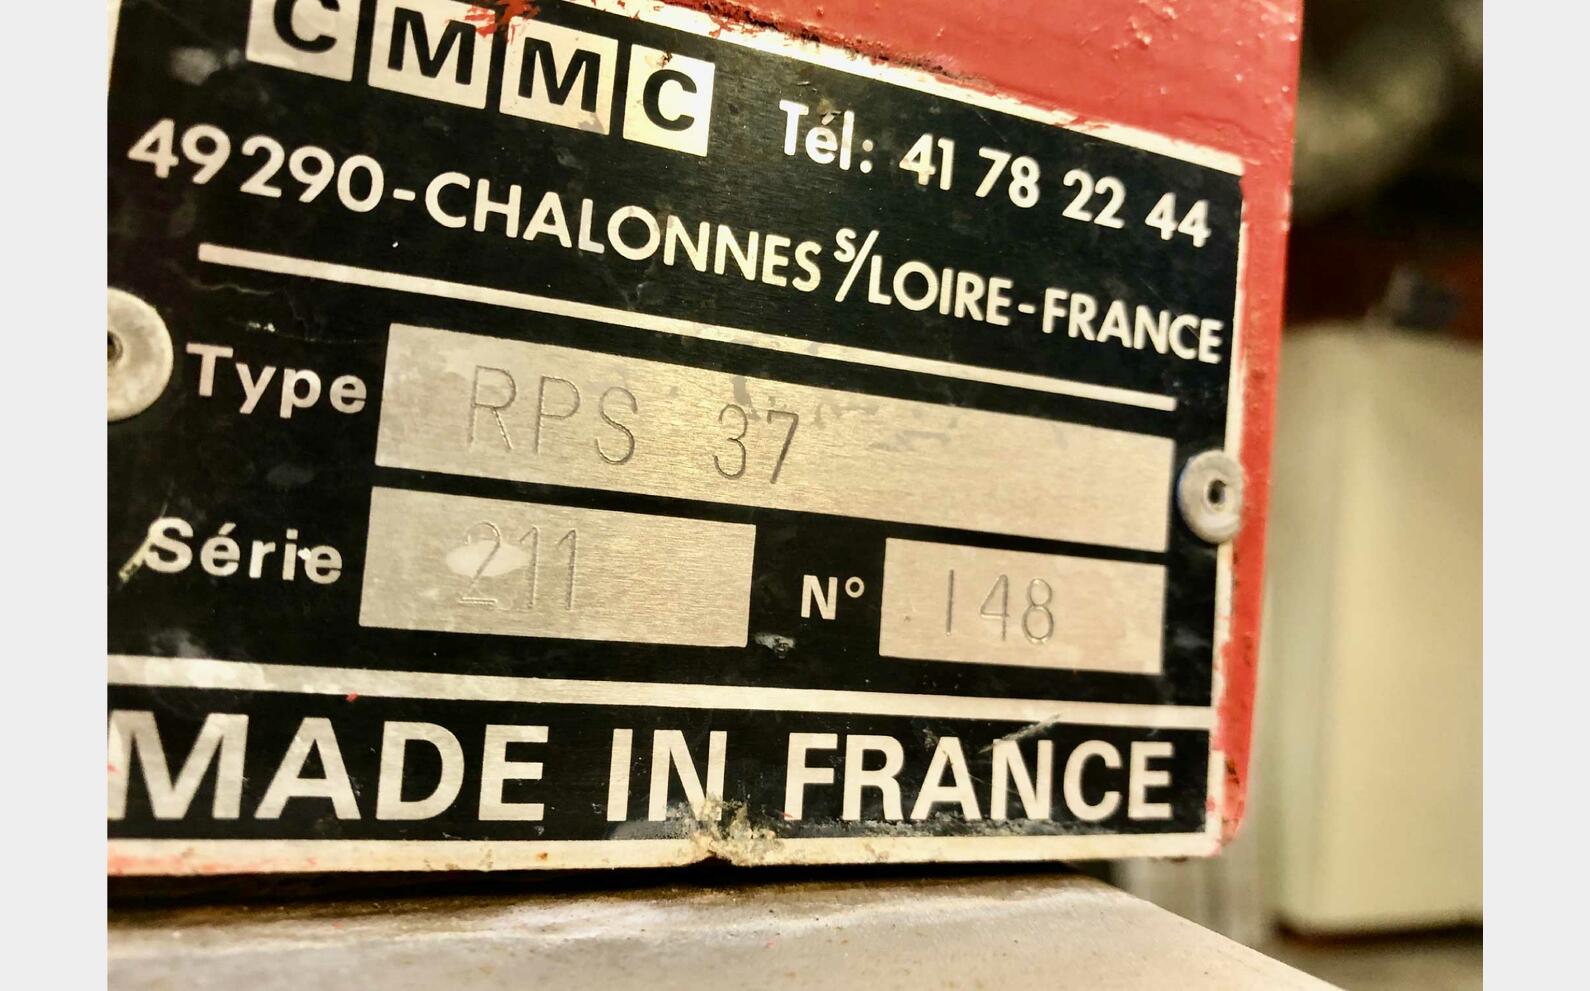 CMMC Tél: 41 78 22 44
49290-CHALONNES S/LOIRE-FRANCE
Type RPS 37
Série 211 N° 148
MADE IN FRANCE